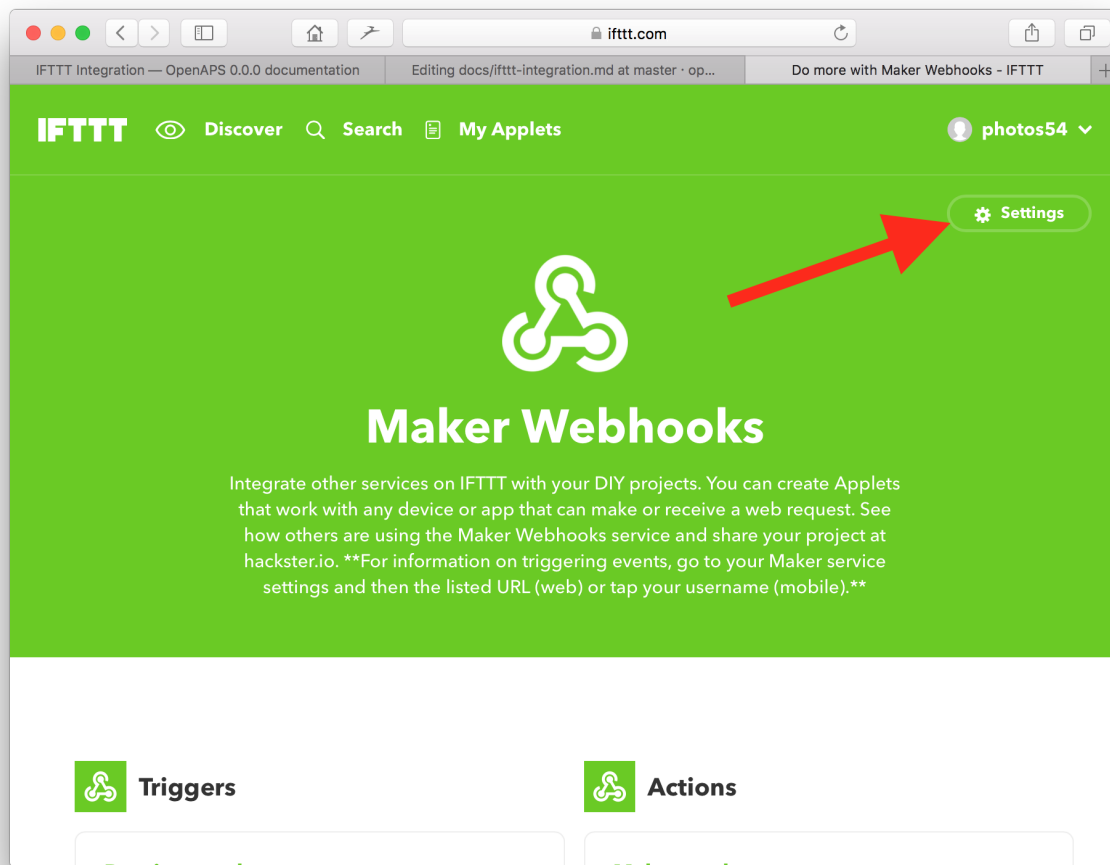 ifttt.com
IFTTT Integration — OpenAPS 0.0.0 documentation
Editing docs/ifttt-integration.md at master · op...
Do more with Maker Webhooks - IFTTT
IFTTT
Discover
Search
My Applets
photos54
Settings
Maker Webhooks
Integrate other services on IFTTT with your DIY projects. You can create Applets
that work with any device or app that can make or receive a web request. See
how others are using the Maker Webhooks service and share your project at
hackster.io. **For information on triggering events, go to your Maker service
settings and then the listed URL (web) or tap your username (mobile).**
Triggers
Actions